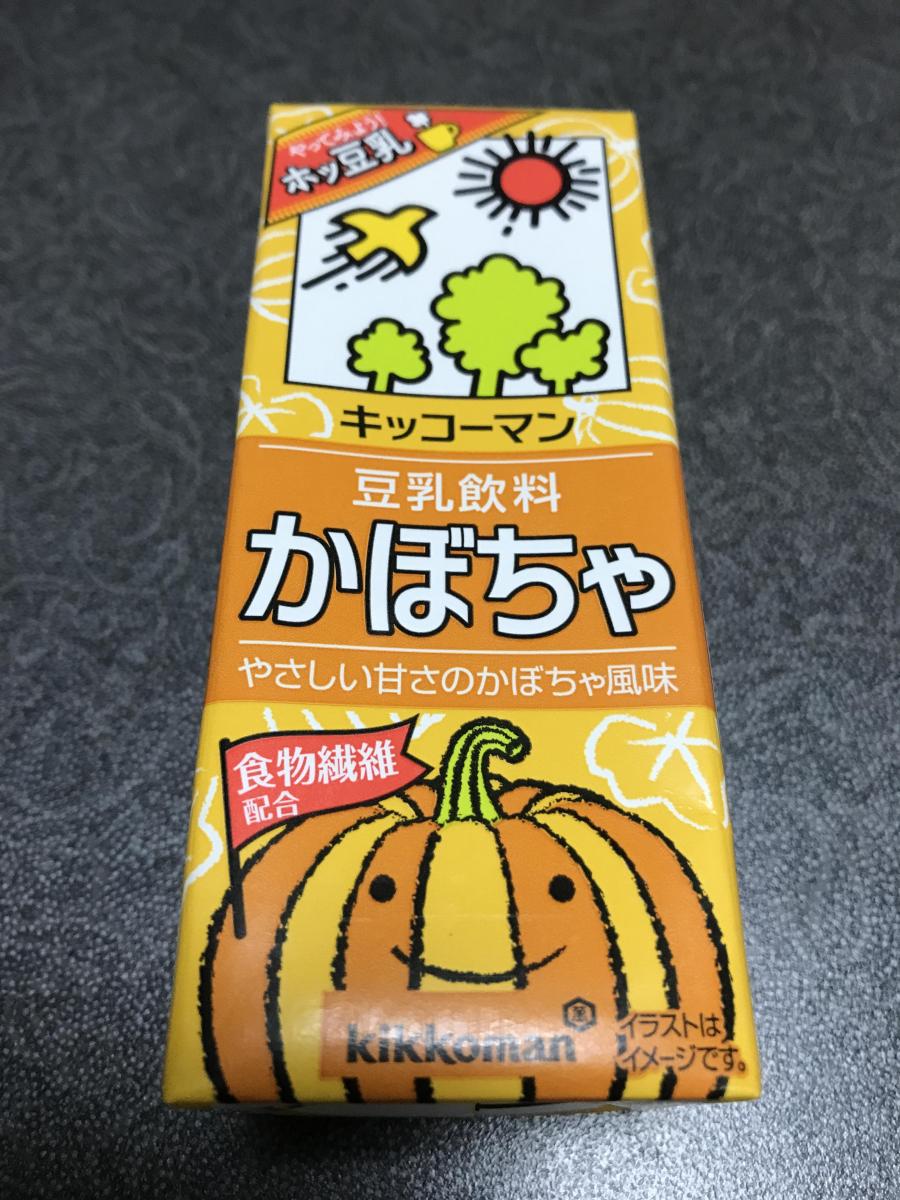 やってみよう!
ホッ豆乳
キッコーマン
豆乳飲料
かぼちゃ
やさしい甘さのかぼちゃ風味
食物繊維
配合
kikkoman
イラストは
イメージです。